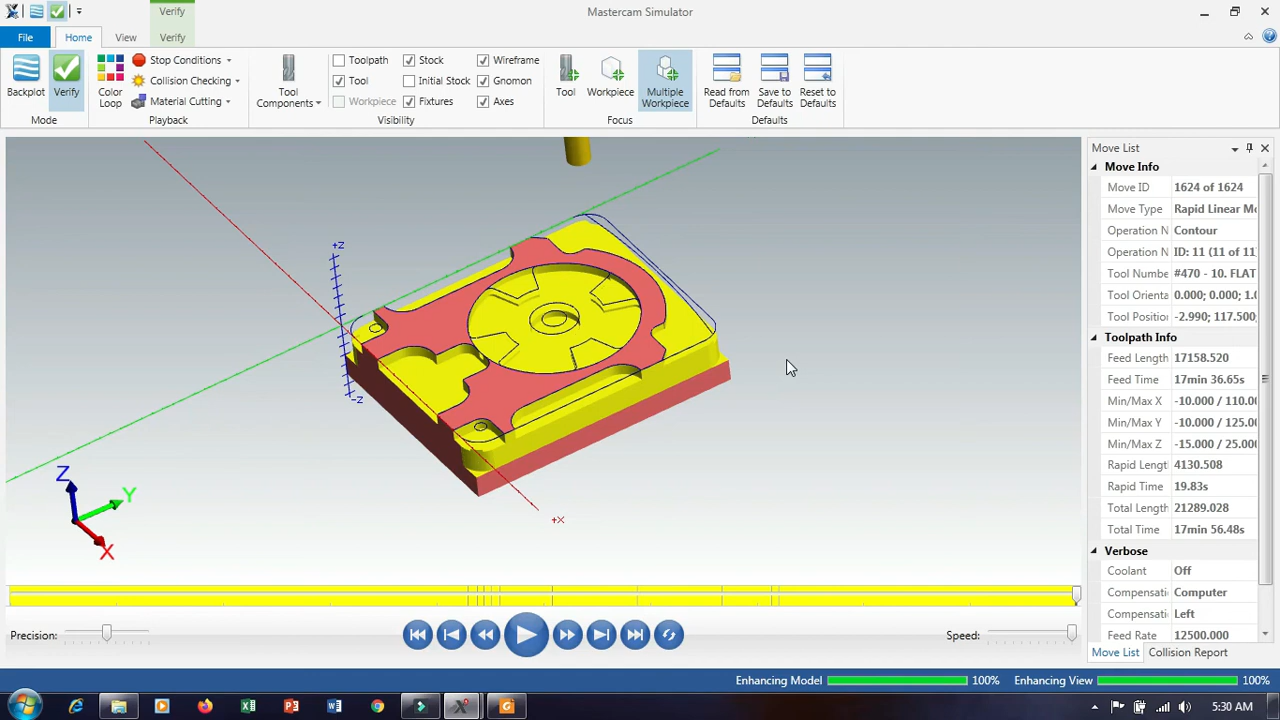 Verify
Mastercam Simulator
File
Home
View
Verify
Backplot
Verify
Mode
Color Loop
Stop Conditions
Collision Checking
Material Cutting
Playback
Tool Components
Toolpath
Tool
Workpiece
Stock
Initial Stock
Fixtures
Wireframe
Gnomon
Axes
Visibility
Tool
Workpiece
Multiple Workpiece
Focus
Read from Defaults
Save to Defaults
Reset to Defaults
Defaults
+Z
-Z
+X
Z
Y
X
Move List
Move Info
Move ID 1624 of 1624
Move Type Rapid Linear Mo
Operation N Contour
Operation N ID: 11 (11 of 11)
Tool Number #470 - 10. FLAT
Tool Orienta 0.000; 0.000; 1.0
Tool Position -2.990; 117.500;
Toolpath Info
Feed Length 17158.520
Feed Time 17min 36.65s
Min/Max X -10.000 / 110.00
Min/Max Y -10.000 / 125.00
Min/Max Z -15.000 / 25.000
Rapid Length 4130.508
Rapid Time 19.83s
Total Length 21289.028
Total Time 17min 56.48s
Verbose
Coolant Off
Compensati Computer
Compensati Left
Feed Rate 12500.000
Move List
Collision Report
Precision:
Speed:
Enhancing Model 100%
Enhancing View 100%
5:30 AM